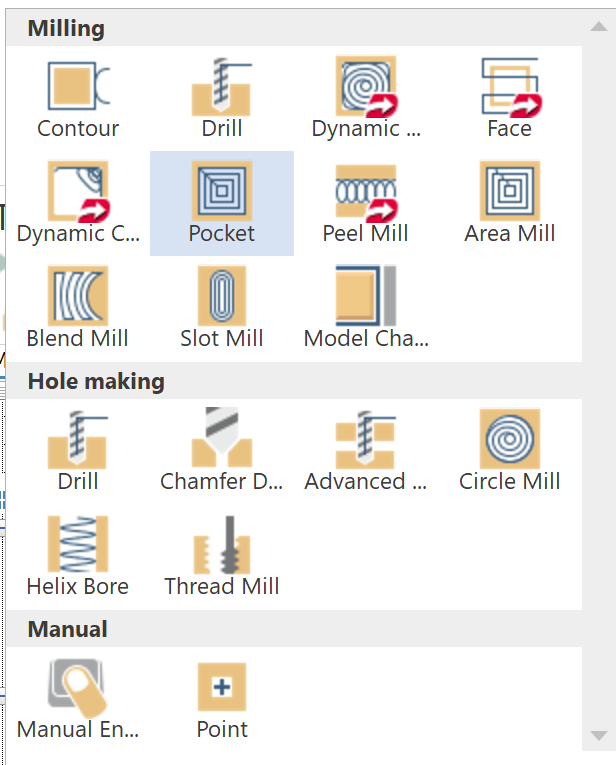 Milling
Contour Drill Dynamic ... Face
Dynamic C... Pocket Peel Mill Area Mill
Blend Mill Slot Mill Model Cha...
Hole making
Drill Chamfer D... Advanced ... Circle Mill
Helix Bore Thread Mill
Manual
Manual En... Point